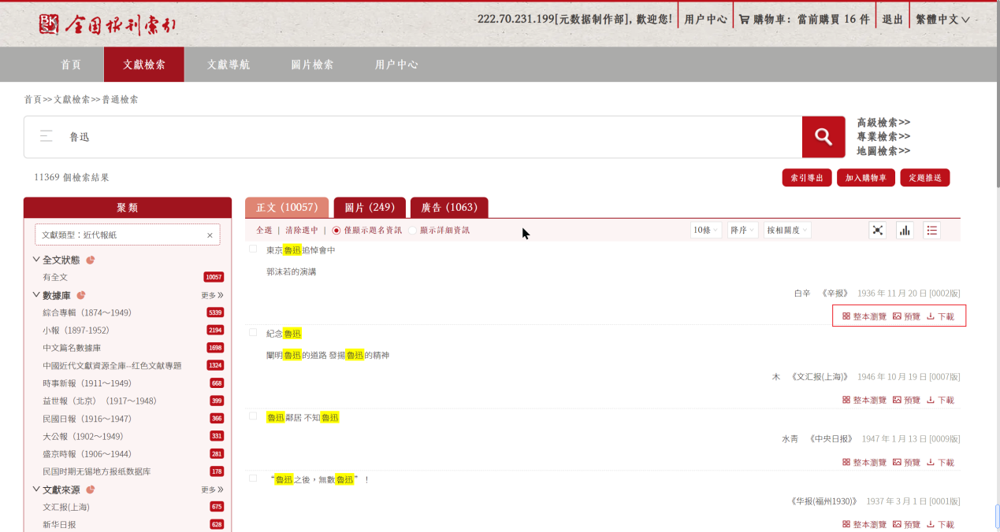 全国报刊索引
222.70.231.199[元数据制作部], 歡迎您! 用户中心 購物車: 當前購買 16 件 退出 繁體中文
首頁 文獻檢索 文獻導航 圖片檢索 用户中心
首頁>>文獻檢索>>普通檢索
魯迅
高級檢索>>
專業檢索>>
地圖檢索>>
11369 個檢索結果
索引導出 加入購物車 定題推送
聚類
文獻類型：近代報紙 ×
全文狀態
有全文 10057
數據庫 更多
綜合專輯（1874～1949） 5339
小報（1897-1952） 2194
中文篇名數據庫 1698
中國近代文獻資源全庫--红色文獻專題 1324
時事新報（1911～1949） 668
益世報（北京）（1917～1948） 399
民國日報（1916～1947） 366
大公報（1902～1949） 331
盛京時報（1906～1944） 281
民国时期无锡地方报纸数据库 178
文獻來源 更多
文汇报(上海) 675
新华日报 628
正文 (10057) 圖片 (249) 廣告 (1063)
全選 | 清除選中 | 僅顯示題名資訊 顯示詳細資訊 10條 降序 按相關度
東京魯迅追悼會中
郭沫若的演講
白辛 《辛报》 1936 年 11 月 20 日 [0002版]
整本瀏覽 預覽 下載
紀念魯迅
闡明魯迅的道路 發揚魯迅的精神
木 《文汇报(上海)》 1946 年 10 月 19 日 [0007版]
整本瀏覽 預覽 下載
魯迅鄰居 不知魯迅
水靑 《中央日报》 1947 年 1 月 13 日 [0009版]
整本瀏覽 預覽 下載
“魯迅之後，無數魯迅”！
《华报(福州1930)》 1937 年 3 月 1 日 [0001版]
整本瀏覽 預覽 下載